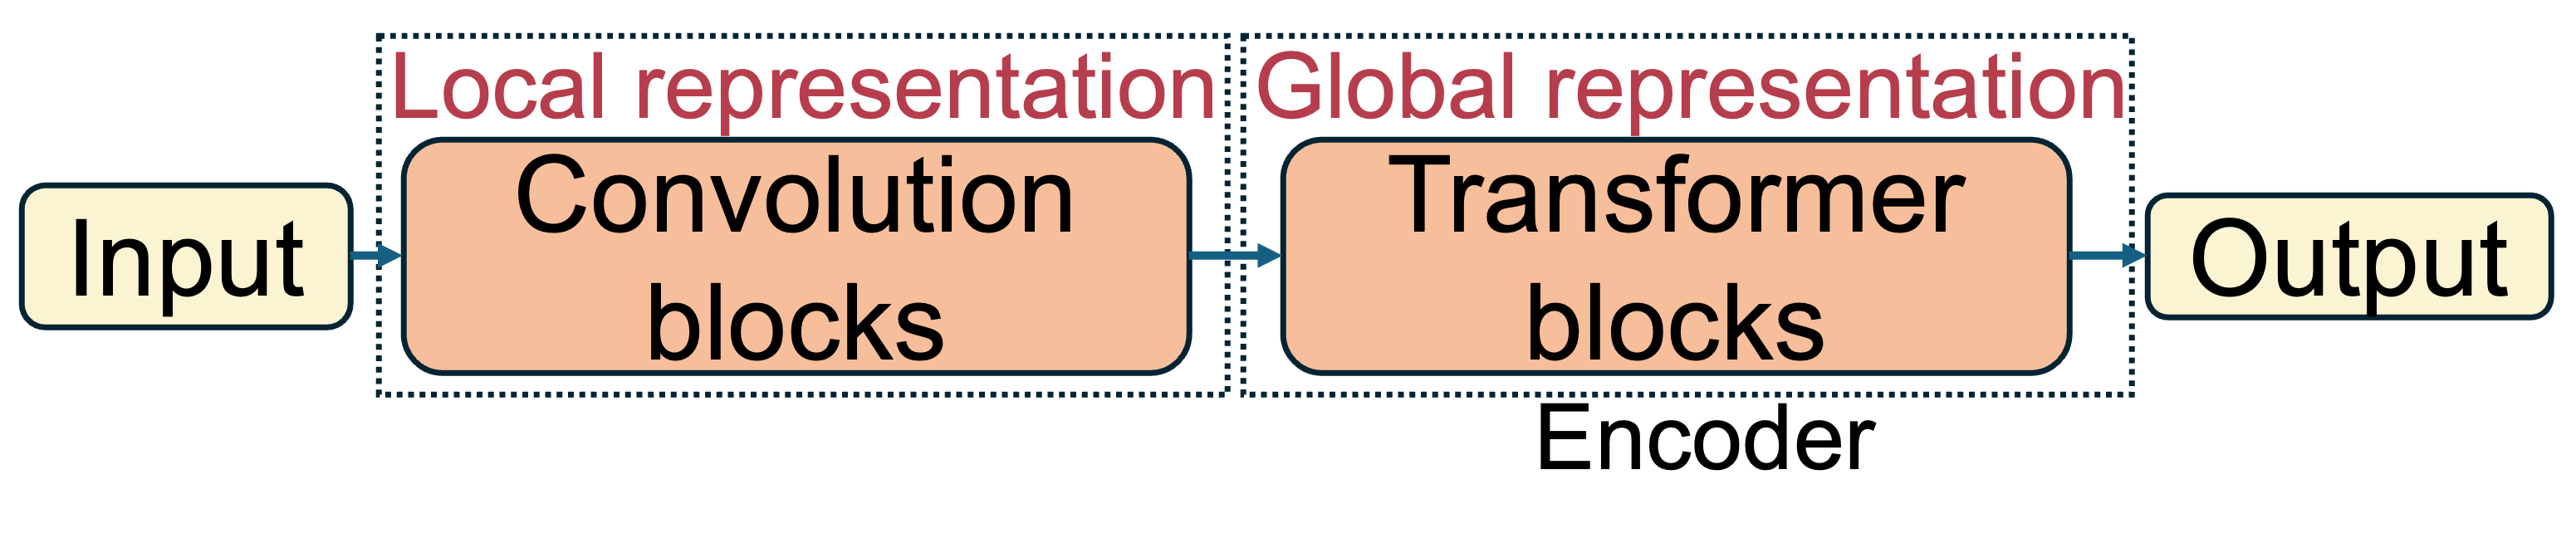 Local representation
Global representation
Input
Convolution
blocks
Transformer
blocks
Output
Encoder